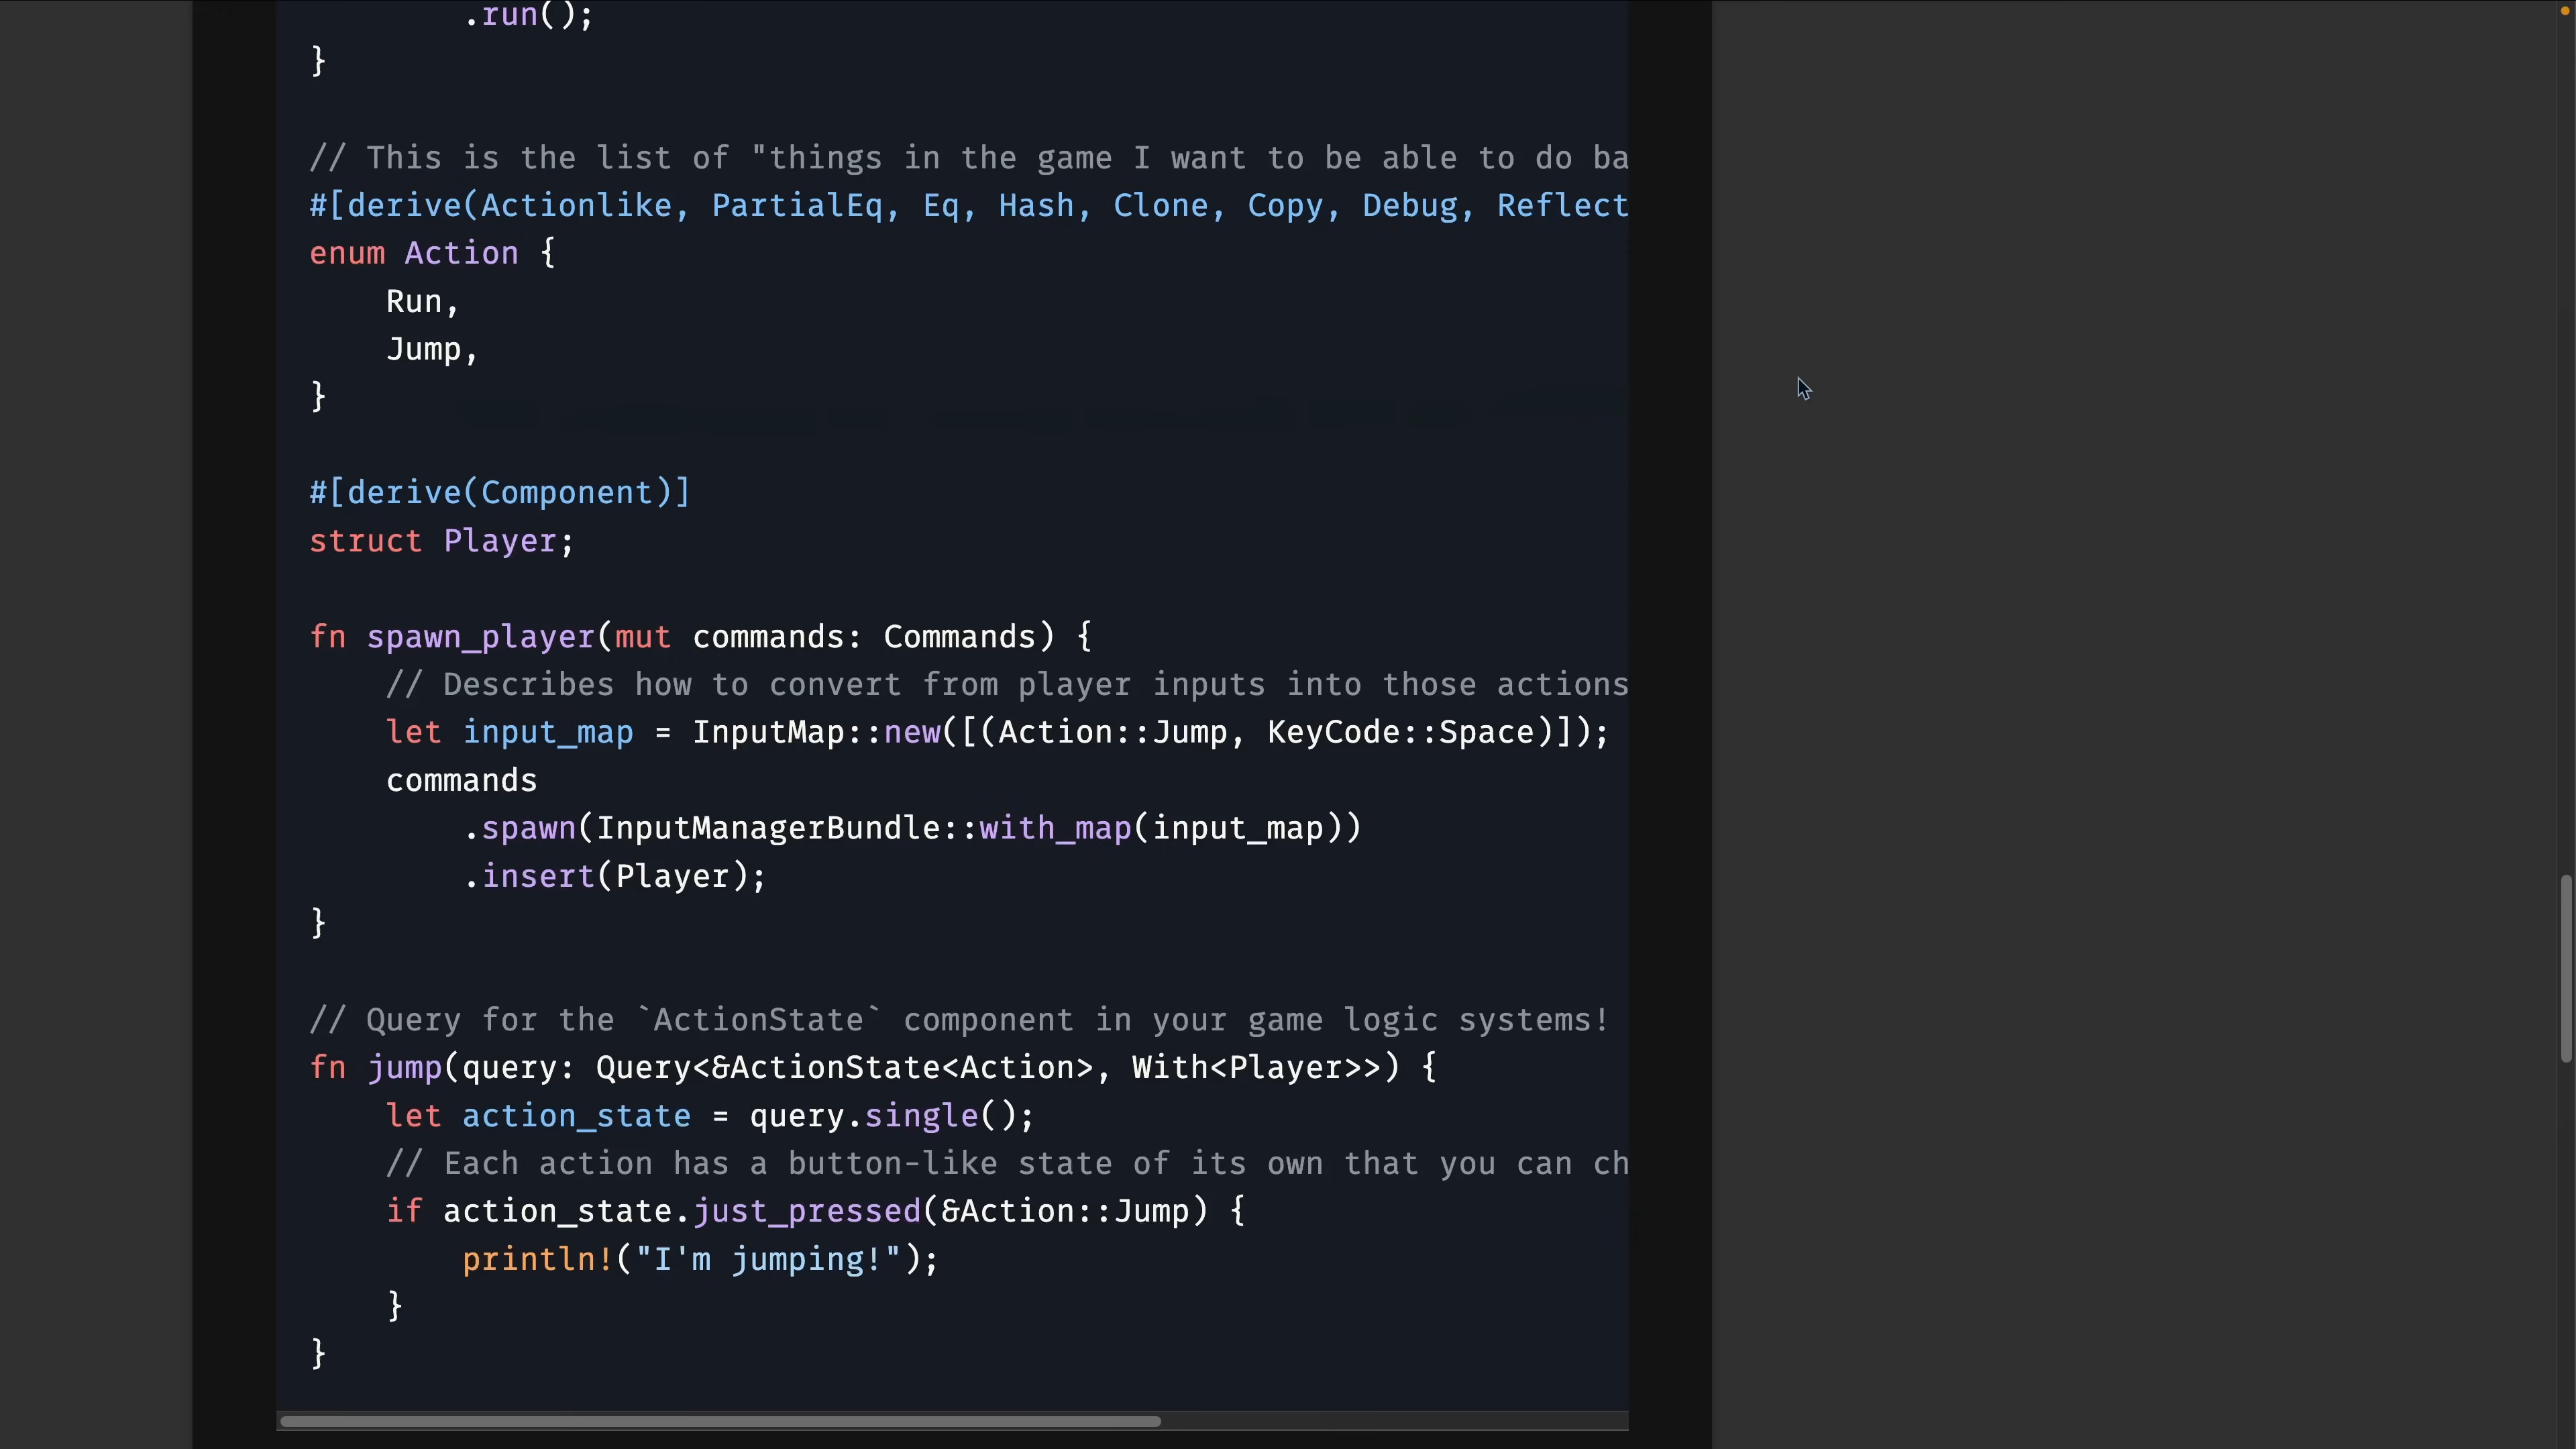 .run();
}
// This is the list of "things in the game I want to be able to do ba
#[derive(Actionlike, PartialEq, Eq, Hash, Clone, Copy, Debug, Reflect
enum Action {
Run,
Jump,
}
#[derive(Component)]
struct Player;
fn spawn_player(mut commands: Commands) {
// Describes how to convert from player inputs into those actions
let input_map = InputMap::new([(Action::Jump, KeyCode::Space)]);
commands
.spawn(InputManagerBundle::with_map(input_map))
.insert(Player);
}
// Query for the `ActionState` component in your game logic systems!
fn jump(query: Query<&ActionState<Action>, With<Player>>) {
let action_state = query.single();
// Each action has a button-like state of its own that you can ch
if action_state.just_pressed(&Action::Jump) {
println!("I'm jumping!");
}
}